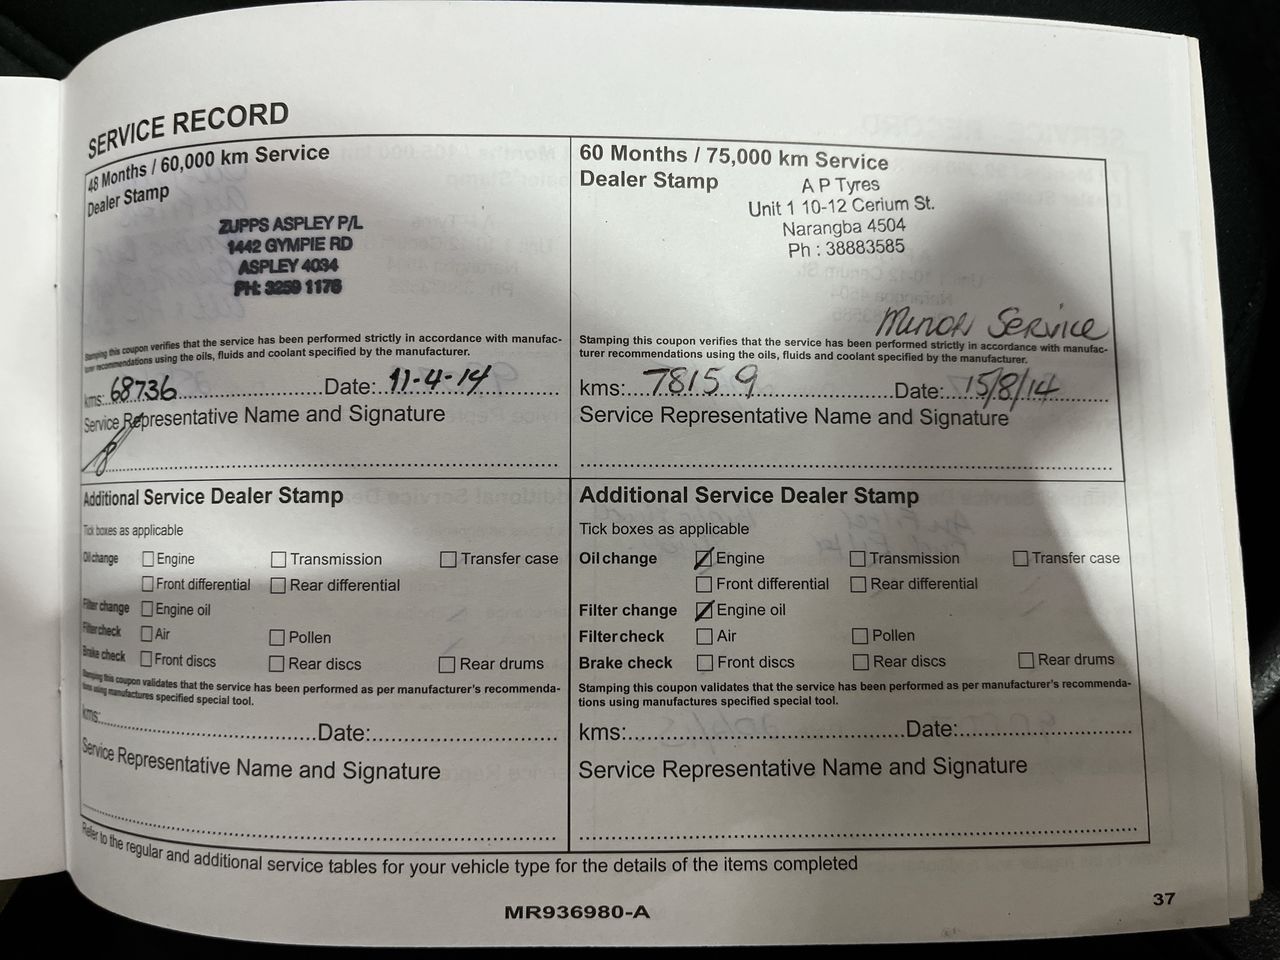 SERVICE RECORD
48 Months / 60,000 km Service
Dealer Stamp
ZUPPS ASPLEY P/L
1442 GYMPIE RD
ASPLEY 4034
PH: 3259 1178
Stamping this coupon verifies that the service has been performed strictly in accordance with manufac-
turer recommendations using the oils, fluids and coolant specified by the manufacturer.
kms: 68736 Date: 11-4-14
Service Representative Name and Signature
Additional Service Dealer Stamp
Tick boxes as applicable
Oil change Engine Transmission Transfer case
Front differential Rear differential
Filter change Engine oil
Filter check Air Pollen
Brake check Front discs Rear discs Rear drums
Stamping this coupon validates that the service has been performed as per manufacturer's recommenda-
tions using manufactures specified special tool.
kms: Date:
Service Representative Name and Signature
60 Months / 75,000 km Service
Dealer Stamp
A P Tyres
Unit 1 10-12 Cerium St.
Narangba 4504
Ph : 38883585
Minor Service
Stamping this coupon verifies that the service has been performed strictly in accordance with manufac-
turer recommendations using the oils, fluids and coolant specified by the manufacturer.
kms: 78159 Date: 15/8/14
Service Representative Name and Signature
Additional Service Dealer Stamp
Tick boxes as applicable
Oil change Engine Transmission Transfer case
Front differential Rear differential
Filter change Engine oil
Filter check Air Pollen
Brake check Front discs Rear discs Rear drums
Stamping this coupon validates that the service has been performed as per manufacturer's recommenda-
tions using manufactures specified special tool.
kms: Date:
Service Representative Name and Signature
Refer to the regular and additional service tables for your vehicle type for the details of the items completed
MR936980-A
37